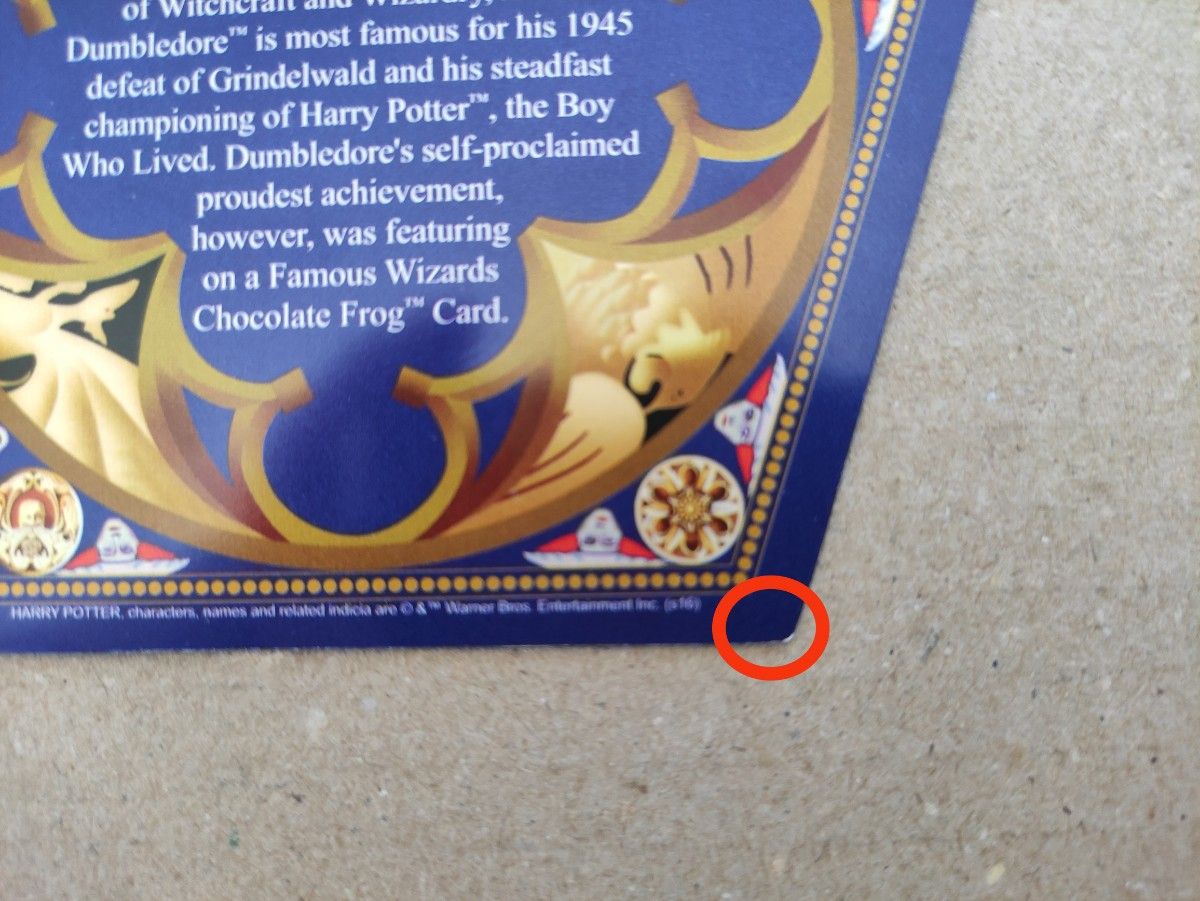 of Witchcraft and Wizardry,
Dumbledore™ is most famous for his 1945
defeat of Grindelwald and his steadfast
championing of Harry Potter™, the Boy
Who Lived. Dumbledore's self-proclaimed
proudest achievement,
however, was featuring
on a Famous Wizards
Chocolate Frog™ Card.
HARRY POTTER, characters, names and related indicia are © & ™ Warner Bros. Entertainment Inc. (s16)